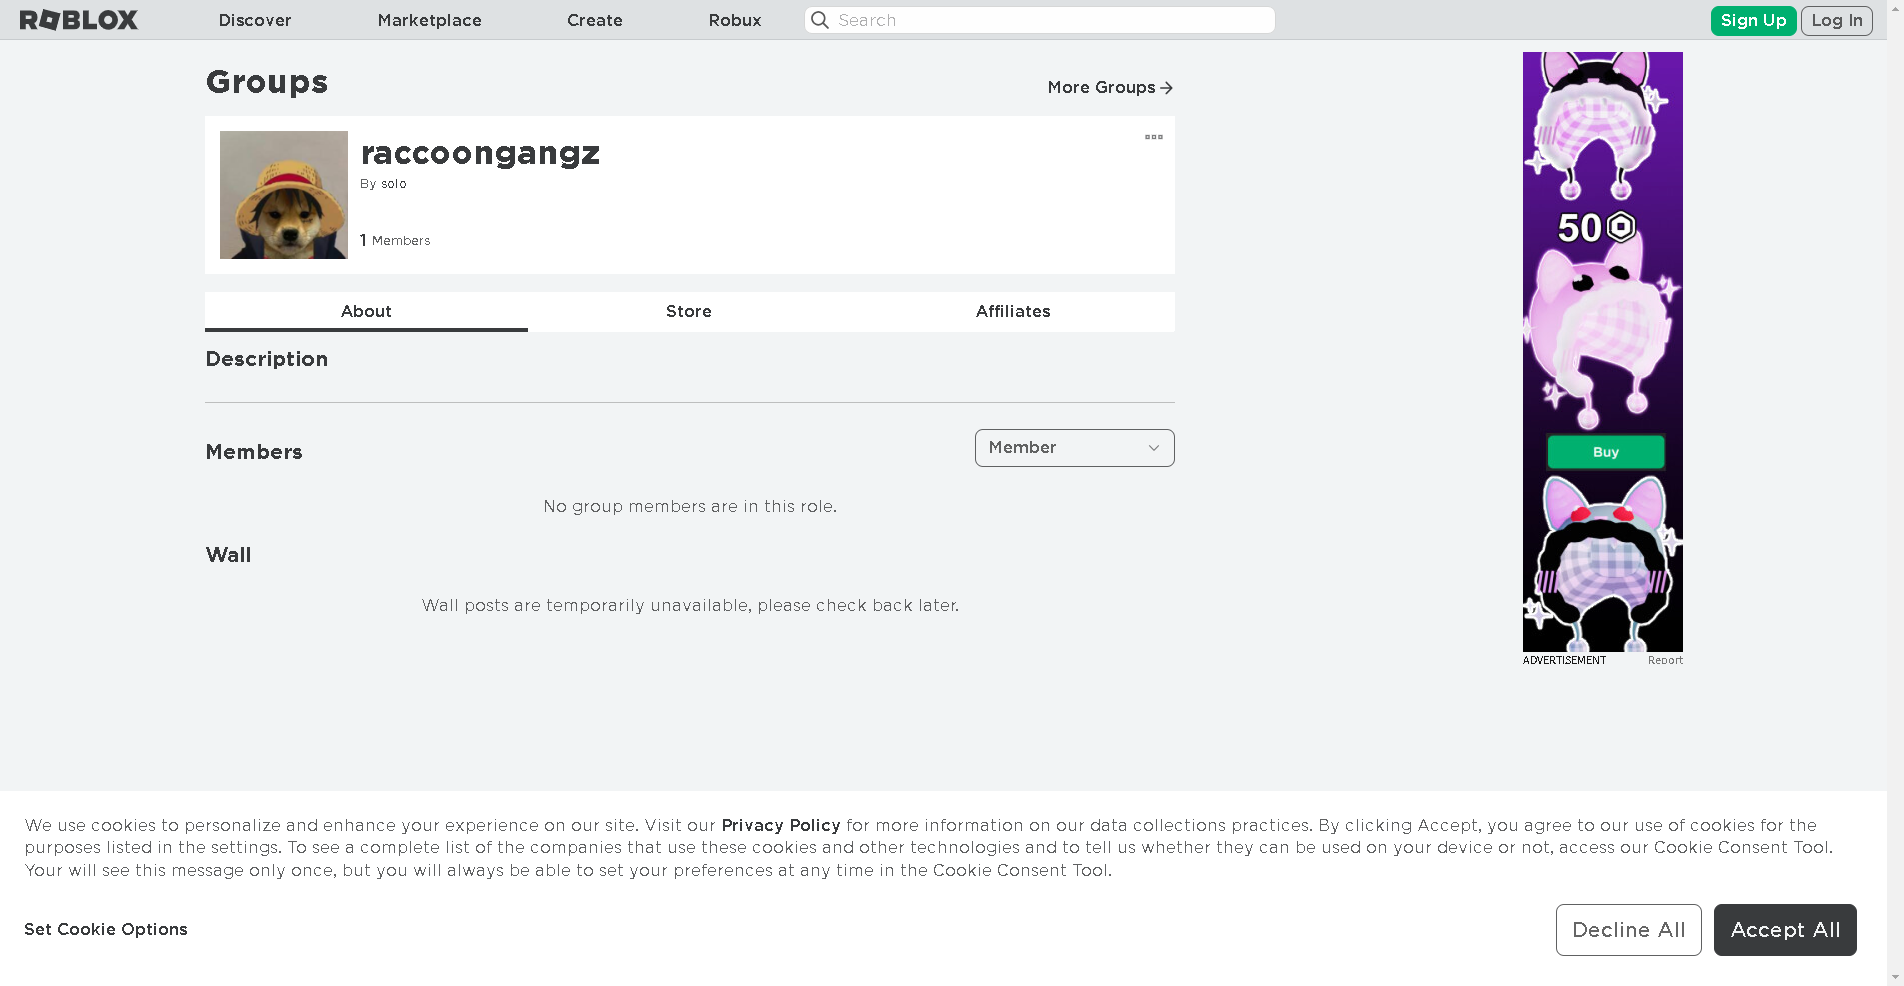 ROBLOX Discover Marketplace Create Robux Search Sign Up Log In
Groups
More Groups
raccoongangz
By solo
1 Members
About Store Affiliates
Description
Members
Member
No group members are in this role.
Wall
Wall posts are temporarily unavailable, please check back later.
50
Buy
ADVERTISEMENT Report
We use cookies to personalize and enhance your experience on our site. Visit our Privacy Policy for more information on our data collections practices. By clicking Accept, you agree to our use of cookies for the
purposes listed in the settings. To see a complete list of the companies that use these cookies and other technologies and to tell us whether they can be used on your device or not, access our Cookie Consent Tool.
Your will see this message only once, but you will always be able to set your preferences at any time in the Cookie Consent Tool.
Set Cookie Options
Decline All Accept All